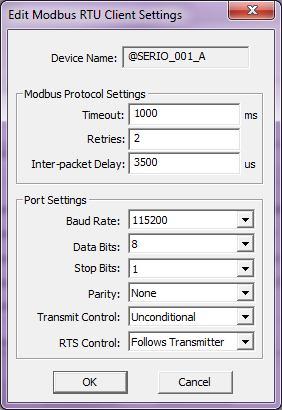 Edit Modbus RTU Client Settings
Device Name: @SERIO_001_A
Modbus Protocol Settings
Timeout: 1000 ms
Retries: 2
Inter-packet Delay: 3500 us
Port Settings
Baud Rate: 115200
Data Bits: 8
Stop Bits: 1
Parity: None
Transmit Control: Unconditional
RTS Control: Follows Transmitter
OK Cancel